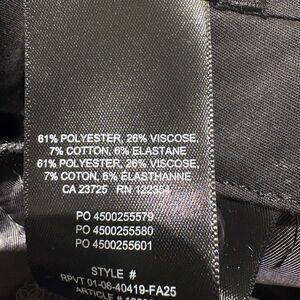 61% POLYESTER, 26% VISCOSE,
7% COTTON, 6% ELASTANE
61% POLYESTER, 26% VISCOSE,
7% COTON, 6% ÉLASTHANNE
CA 23725 RN 122354
PO 4500255579
PO 4500255580
PO 4500255601
STYLE #
RPVT 01-06-40419-FA25
ARTICLE #